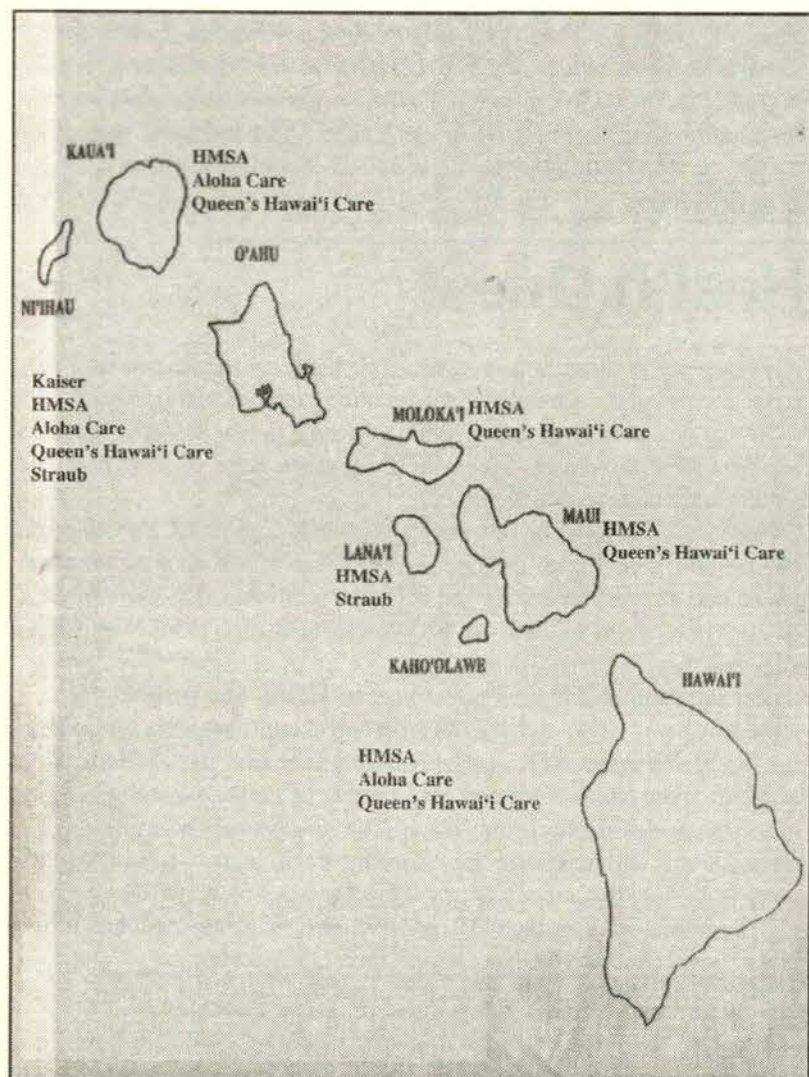 KAUA'I
HMSA
Aloha Care
Queen's Hawai'i Care
O'AHU
NI'IHAU
Kaiser
HMSA
Aloha Care
Queen's Hawai'i Care
Straub
MOLOKA'I
HMSA
Queen's Hawai'i Care
MAUI
HMSA
Queen's Hawai'i Care
LANA'I
HMSA
Straub
KAHO'OLAWE
HAWAI'I
HMSA
Aloha Care
Queen's Hawai'i Care